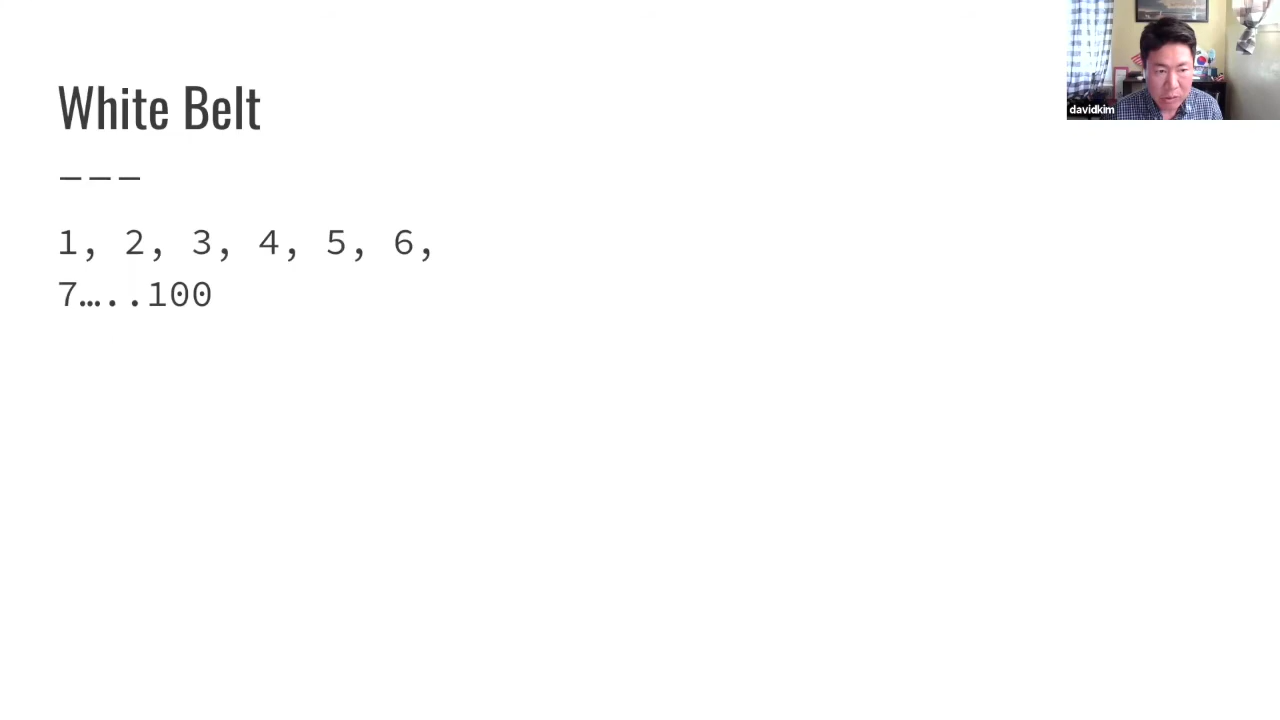 White Belt
---
1, 2, 3, 4, 5, 6,
7…..100
davidkim